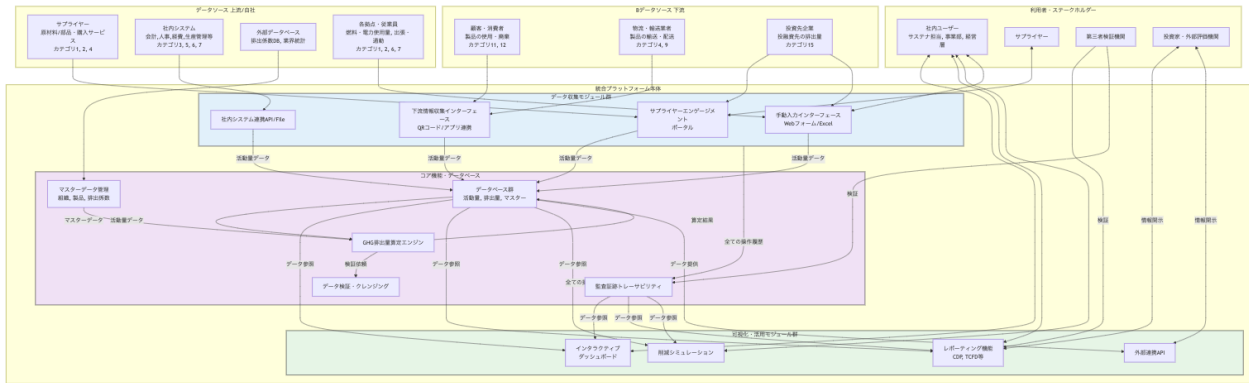 データソース 上流/自社
サプライヤー
原材料/部品・購入サービ
ス
カテゴリ1, 2, 4
社内システム
会計,人事,経費,生産管理等
カテゴリ3, 5, 6, 7
外部データベース
排出係数DB, 業界統計
各拠点・従業員
燃料・電力使用量, 出張・
通勤
カテゴリ1, 2, 6, 7
Bデータソース 下流
顧客・消費者
製品の使用・廃棄
カテゴリ11, 12
物流・輸送業者
製品の輸送・配送
カテゴリ4, 9
投資先企業
投融資先の排出量
カテゴリ15
利用者・ステークホルダー
社内ユーザー
サステナ担当, 事業部, 経営
層
サプライヤー
第三者検証機関
投資家・外部評価機関
統合プラットフォーム本体
データ収集モジュール群
社内システム連携API/File
下流情報収集インターフェ
ース
QRコード/アプリ連携
サプライヤーエンゲージメ
ント
ポータル
手動入力インターフェース
Webフォーム/Excel
活動量データ
活動量データ
活動量データ
活動量データ
コア機能・データベース
マスターデータ管理
組織, 製品, 排出係数
データベース群
活動量, 排出量, マスター
検証
マスターデータ
活動量データ
算定結果
GHG排出量算定エンジン
全ての操作履歴
情報開示
情報開示
検証
検証依頼
データ参照
データ参照
データ参照
データ提供
データ検証・クレンジング
全ての
監査証跡トレーサビリティ
データ参照
データ参照
データ参照
可視化・活用モジュール群
インタラクティブ
ダッシュボード
削減シミュレーション
レポーティング機能
CDP, TCFD等
外部連携API